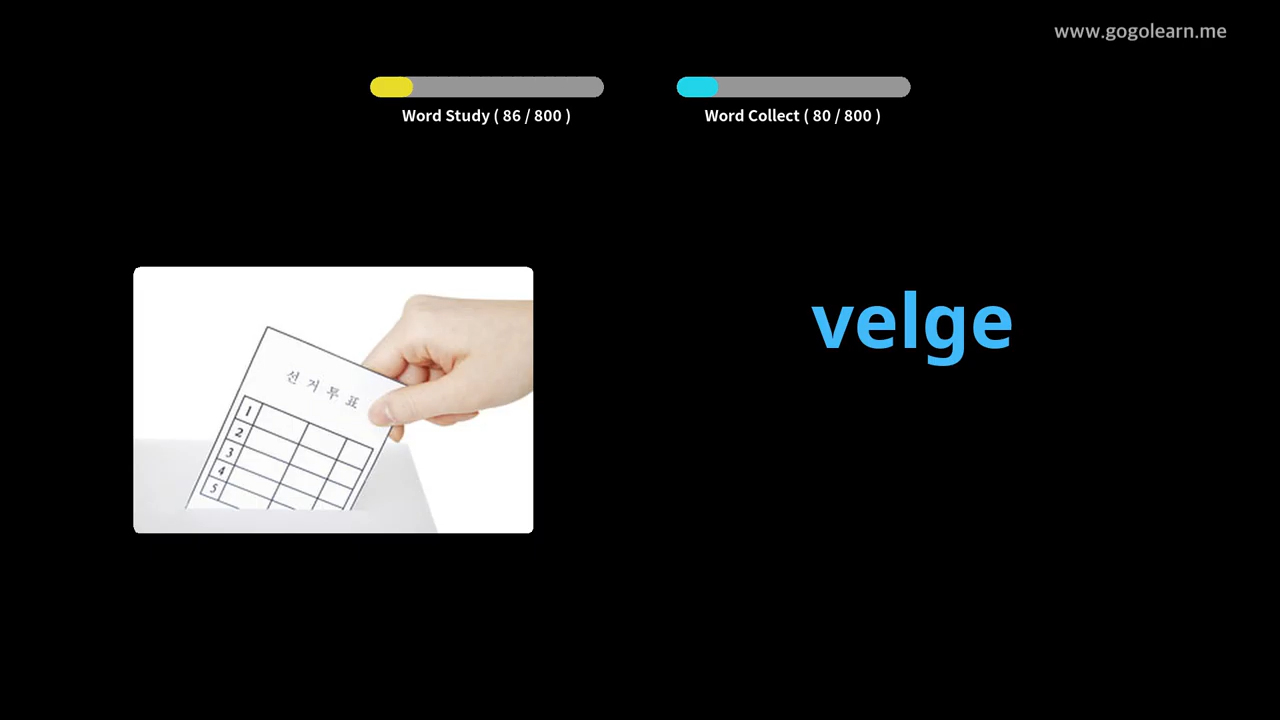 www.gogolearn.me
Word Study ( 86 / 800 )
Word Collect ( 80 / 800 )
velge
선거투표
1
2
3
4
5